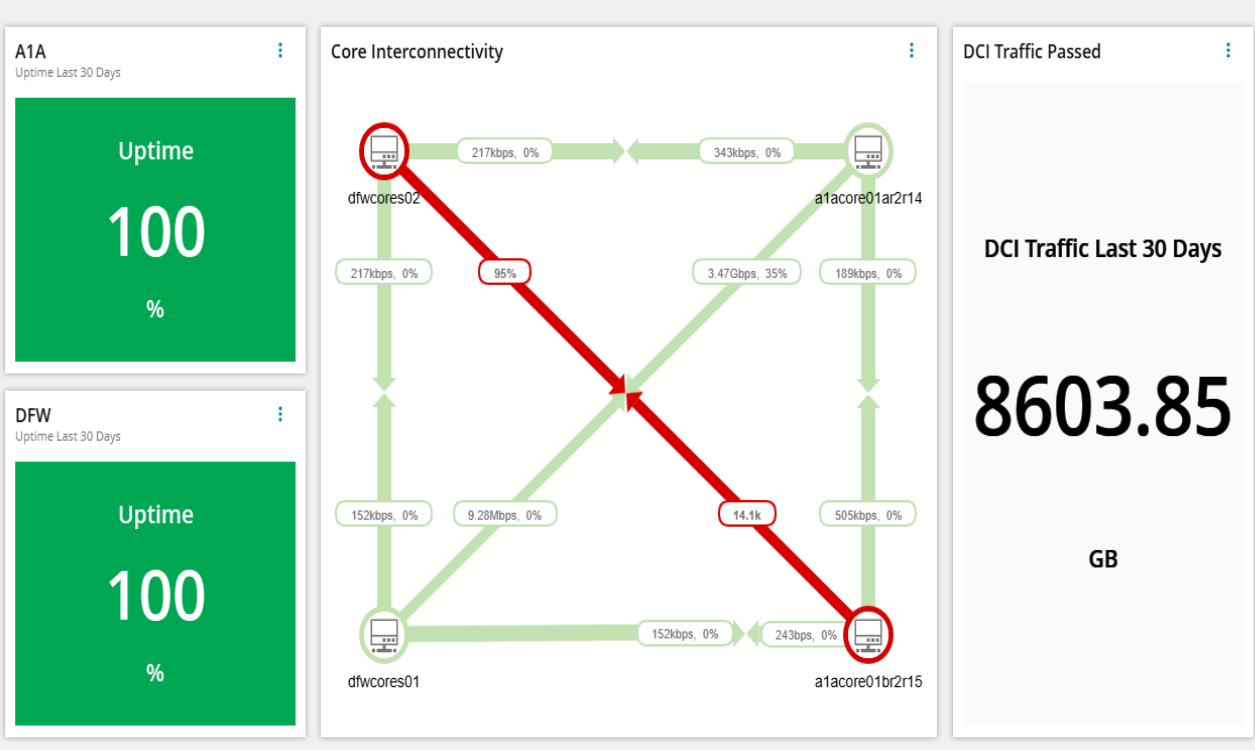 A1A
Uptime Last 30 Days
Uptime
100
%
DFW
Uptime Last 30 Days
Uptime
100
%
Core Interconnectivity
217kbps, 0%
343kbps, 0%
dfwcores02
a1acore01ar2r14
217kbps, 0%
95%
3.47Gbps, 35%
189kbps, 0%
152kbps, 0%
9.28Mbps, 0%
14.1k
505kbps, 0%
152kbps, 0%
243bps, 0%
dfwcores01
a1acore01br2r15
DCI Traffic Passed
DCI Traffic Last 30 Days
8603.85
GB